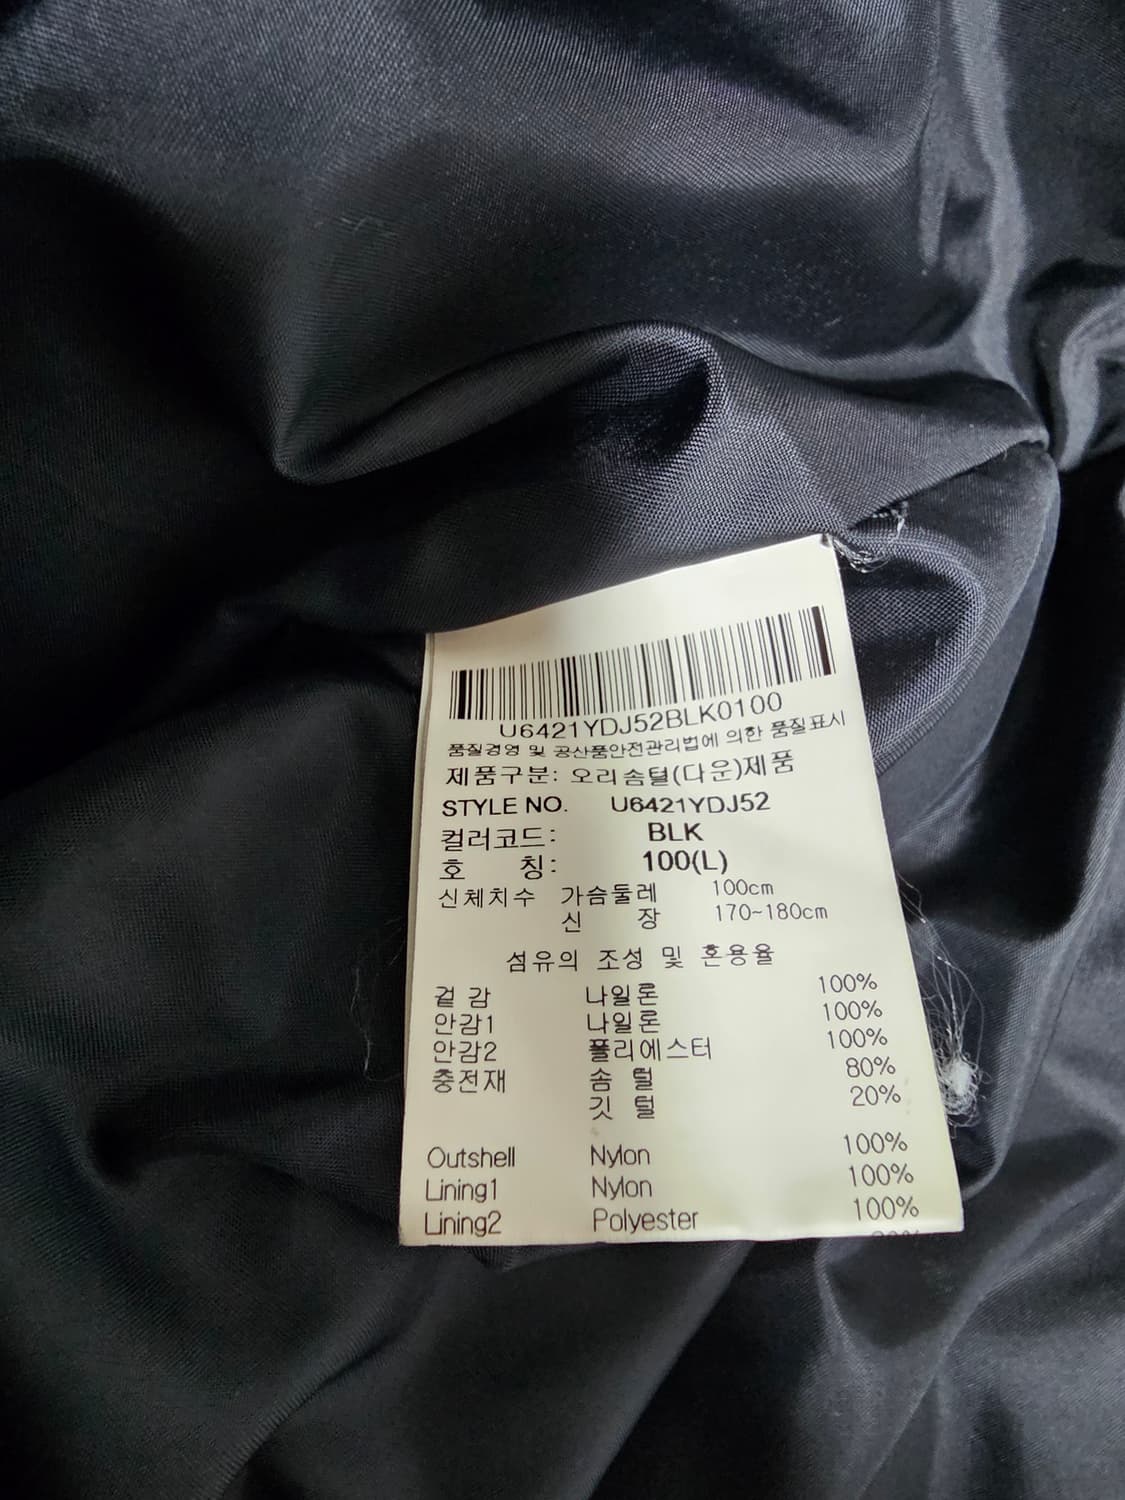 U6421YDJ52BLK0100
품질경영 및 공산품안전관리법에 의한 품질표시
제품구분: 오리솜털(다운)제품
STYLE NO. U6421YDJ52
컬러코드: BLK
호 칭: 100(L)
신체치수 가슴둘레 100cm
신 장 170~180cm
섬유의 조성 및 혼용율
겉 감 나일론 100%
안감1 나일론 100%
안감2 폴리에스터 100%
충전재 솜 털 80%
깃 털 20%
Outshell Nylon 100%
Lining1 Nylon 100%
Lining2 Polyester 100%